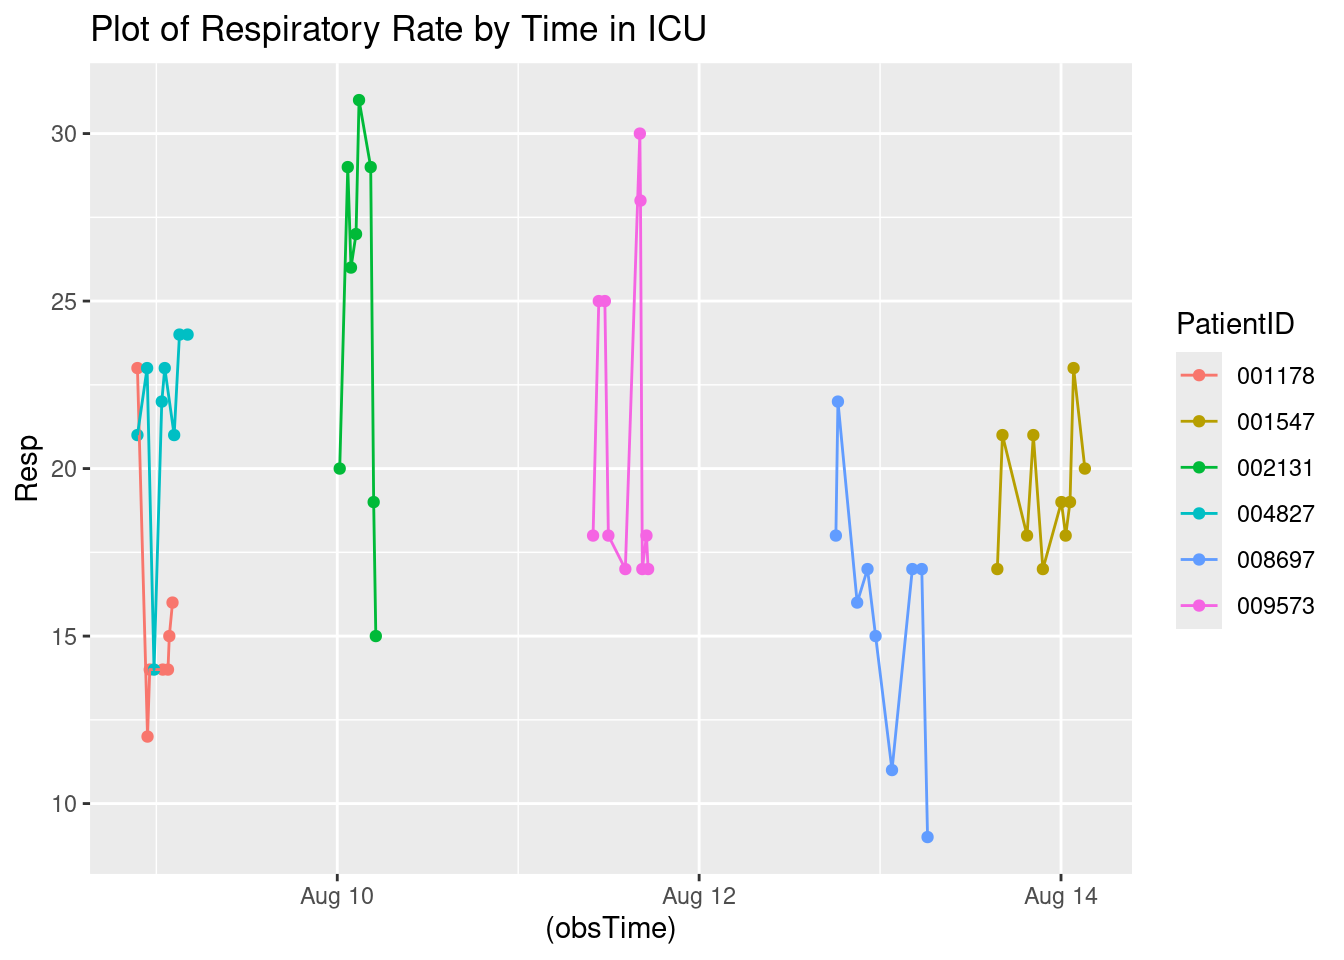 Plot of Respiratory Rate by Time in ICU
Resp
30
25
20
15
10
Aug 10
Aug 12
Aug 14
(obsTime)
PatientID
001178
001547
002131
004827
008697
009573